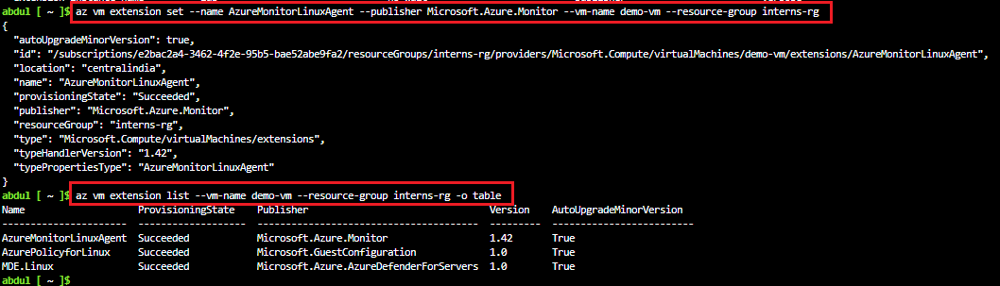 abdul [ ~ ]$ az vm extension set --name AzureMonitorLinuxAgent --publisher Microsoft.Azure.Monitor --vm-name demo-vm --resource-group interns-rg
{
  "autoUpgradeMinorVersion": true,
  "id": "/subscriptions/e2bac2a4-3462-4f2e-95b5-bae52abe9fa2/resourceGroups/interns-rg/providers/Microsoft.Compute/virtualMachines/demo-vm/extensions/AzureMonitorLinuxAgent",
  "location": "centralindia",
  "name": "AzureMonitorLinuxAgent",
  "provisioningState": "Succeeded",
  "publisher": "Microsoft.Azure.Monitor",
  "resourceGroup": "interns-rg",
  "type": "Microsoft.Compute/virtualMachines/extensions",
  "typeHandlerVersion": "1.42",
  "typePropertiesType": "AzureMonitorLinuxAgent"
}
abdul [ ~ ]$ az vm extension list --vm-name demo-vm --resource-group interns-rg -o table
Name                    ProvisioningState    Publisher                            Version    AutoUpgradeMinorVersion
----------------------  -------------------  -----------------------------------  ---------  -------------------------
AzureMonitorLinuxAgent  Succeeded            Microsoft.Azure.Monitor              1.42       True
AzurePolicyforLinux     Succeeded            Microsoft.GuestConfiguration         1.0        True
MDE.Linux               Succeeded            Microsoft.Azure.AzureDefenderForServers  1.0        True
abdul [ ~ ]$